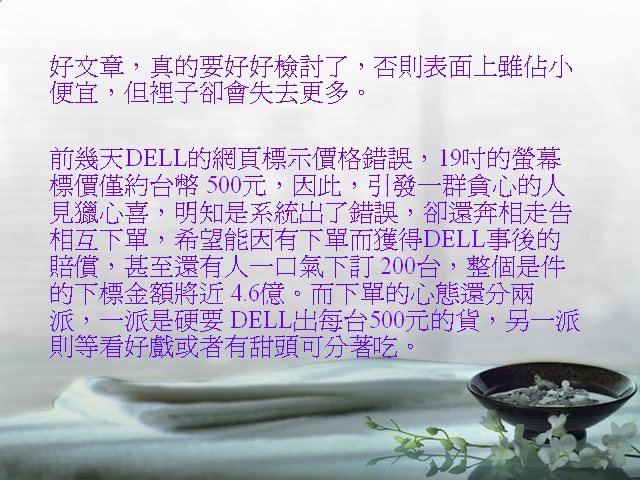 好文章，真的要好好檢討了，否則表面上雖佔小
便宜，但裡子卻會失去更多。
前幾天DELL的網頁標示價格錯誤，19吋的螢幕
標價僅約台幣 500元，因此，引發一群貪心的人
見獵心喜，明知是系統出了錯誤，卻還奔相走告
相互下單，希望能因有下單而獲得DELL事後的
賠償，甚至還有人一口氣下訂 200台，整個是件
的下標金額將近 4.6億。而下單的心態還分兩
派，一派是硬要 DELL出每台500元的貨，另一派
則等看好戲或者有甜頭可分著吃。